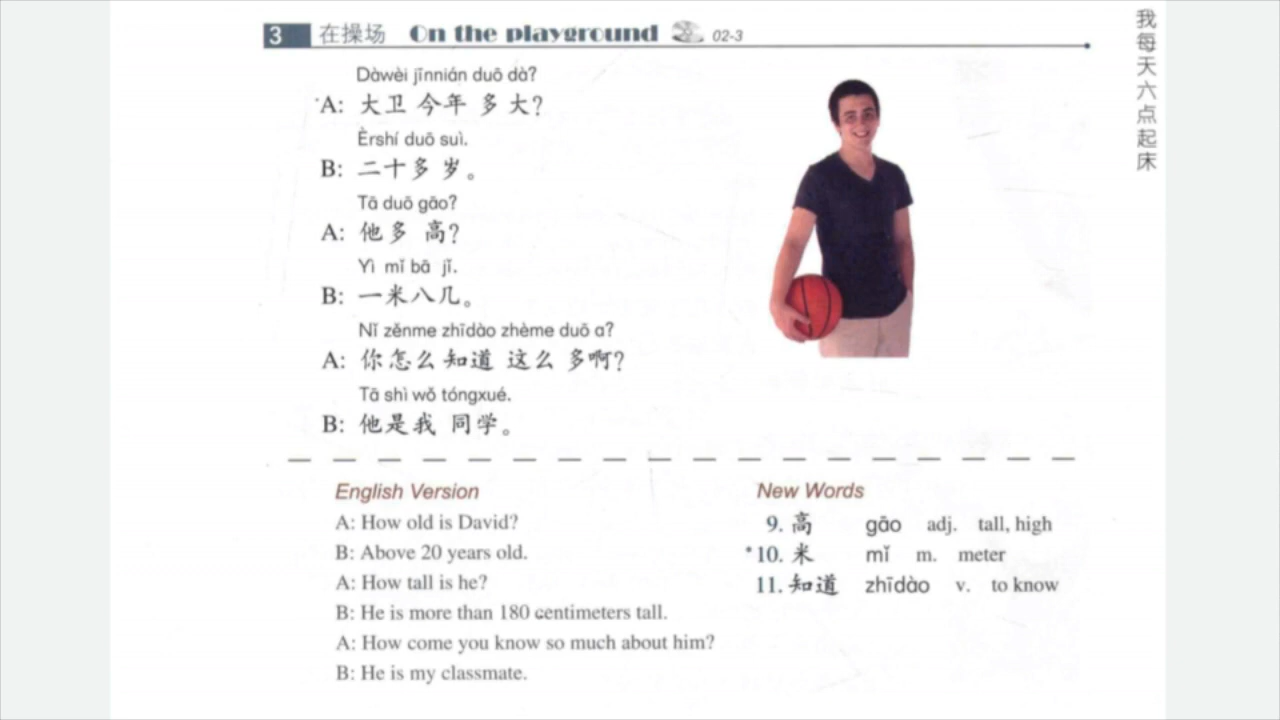 3 在操场 On the playground 02-3
Dàwèi jīnnián duō dà?
A: 大卫 今年 多大?
Èrshí duō suì.
B: 二十多 岁。
Tā duō gāo?
A: 他多 高?
Yì mǐ bā jǐ.
B: 一米八几。
Nǐ zěnme zhīdào zhème duō a?
A: 你怎么 知道 这么 多啊?
Tā shì wǒ tóngxué.
B: 他是我 同学。
English Version
A: How old is David?
B: Above 20 years old.
A: How tall is he?
B: He is more than 180 centimeters tall.
A: How come you know so much about him?
B: He is my classmate.
New Words
9. 高 gāo adj. tall, high
*10. 米 mǐ m. meter
11. 知道 zhīdào v. to know
我每天六点起床